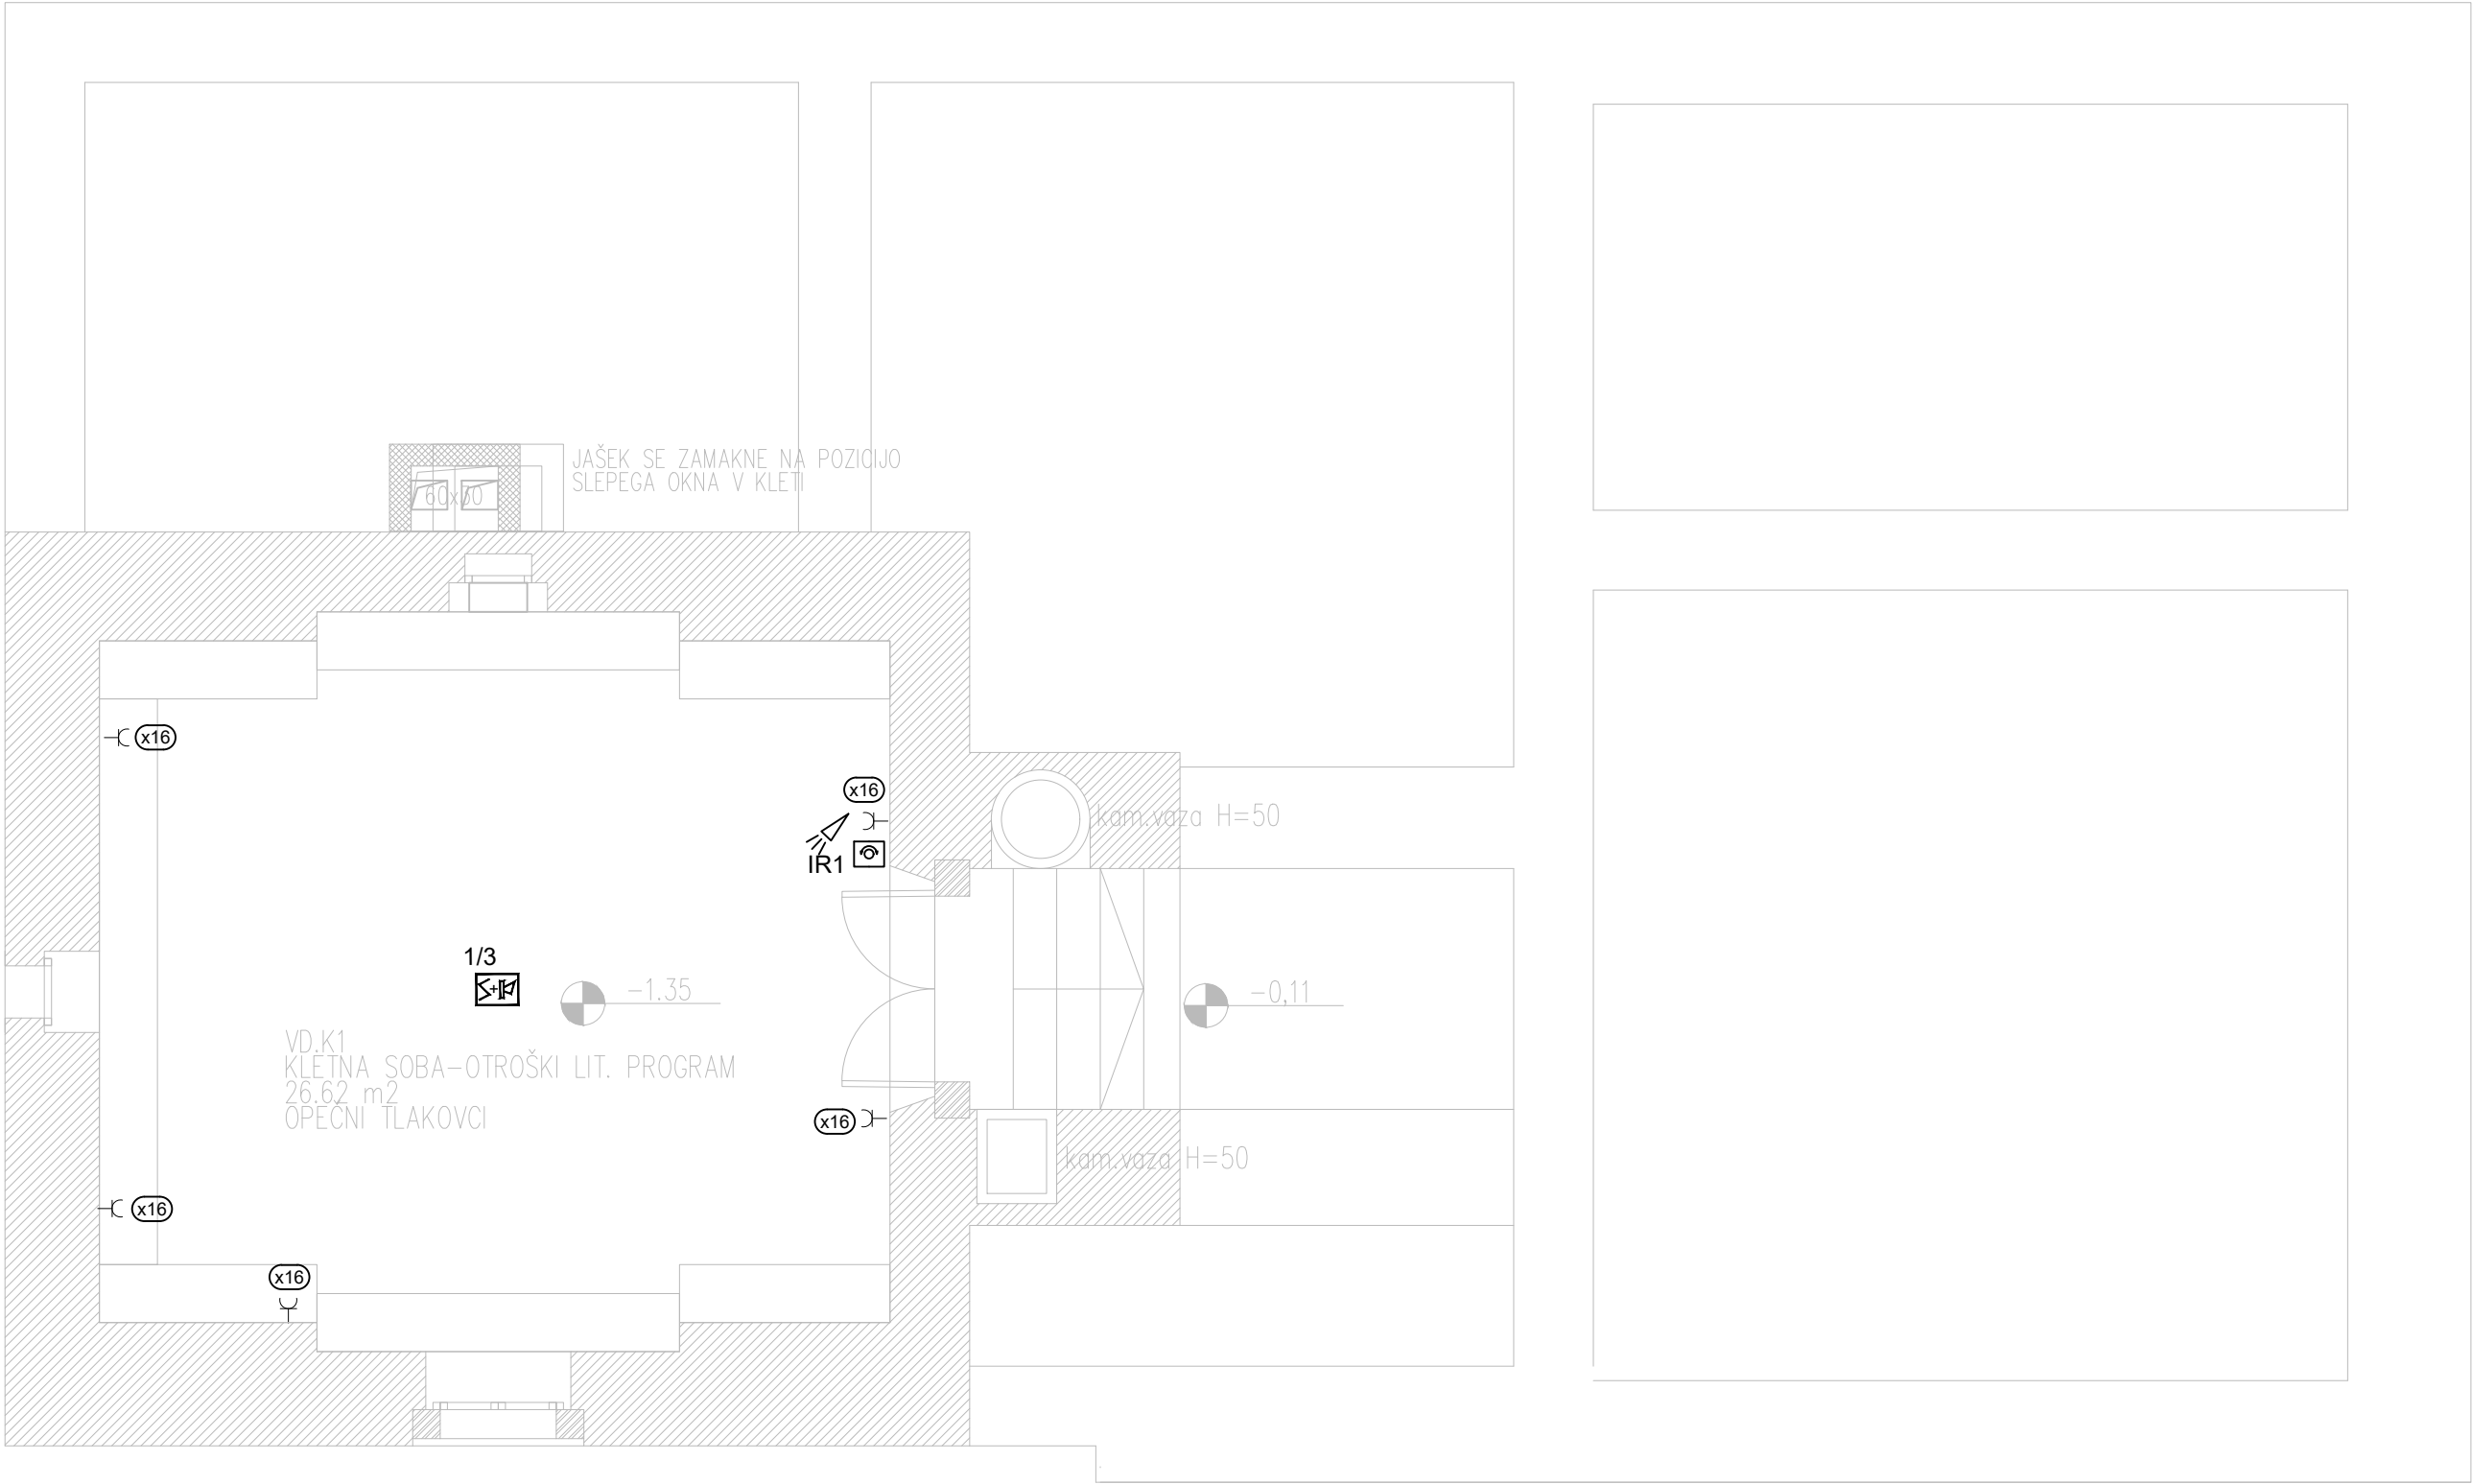 JAŠEK SE ZAMAKNE NA POZICIJO
SLEPEGA OKNA V KLETI
60x30
x16
x16
kam.vaza H=50
IR1
1/3
-1.35
-0,11
VD.K1
KLETNA SOBA-OTROŠKI LIT. PROGRAM
26.62 m2
OPEČNI TLAKOVCI
x16
kam.vaza H=50
x16
x16